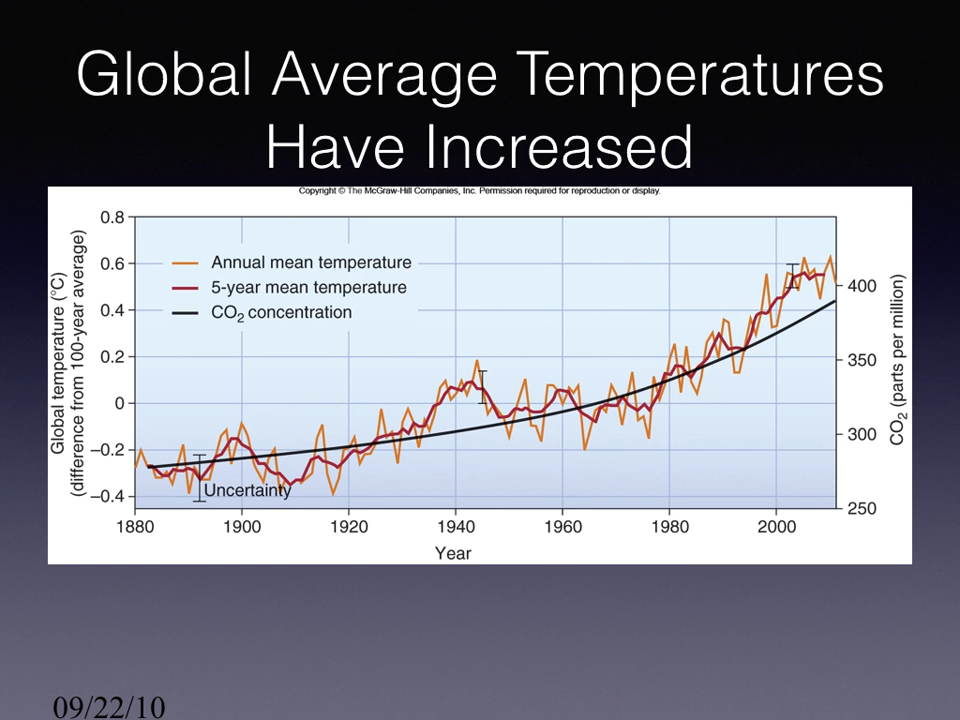 Global Average Temperatures
Have Increased
Copyright © The McGraw-Hill Companies, Inc. Permission required for reproduction or display.
Global temperature (°C)
(difference from 100-year average)
0.8
0.6
0.4
0.2
0
–0.2
–0.4
Annual mean temperature
5-year mean temperature
CO2 concentration
Uncertainty
400
350
300
250
CO2 (parts per million)
1880 1900 1920 1940 1960 1980 2000
Year
09/22/10